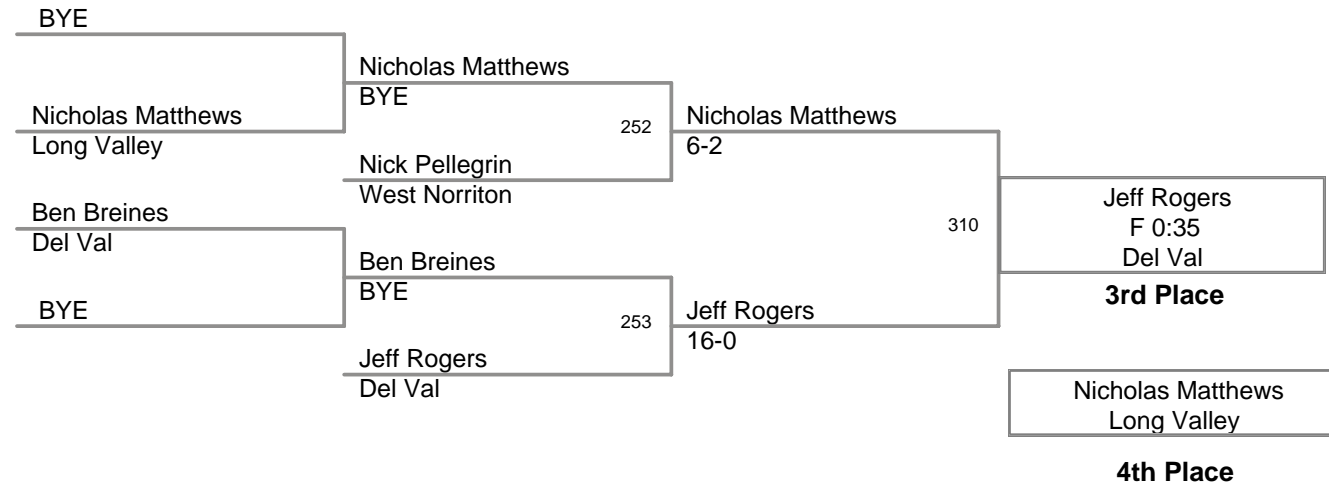 BYE
Nicholas Matthews
Long Valley
Ben Breines
Del Val
BYE
Nicholas Matthews
BYE
252
Nick Pellegrin
West Norriton
Ben Breines
BYE
253
Jeff Rogers
Del Val
Nicholas Matthews
6-2
310
Jeff Rogers
16-0
Jeff Rogers
F 0:35
Del Val
3rd Place
Nicholas Matthews
Long Valley
4th Place